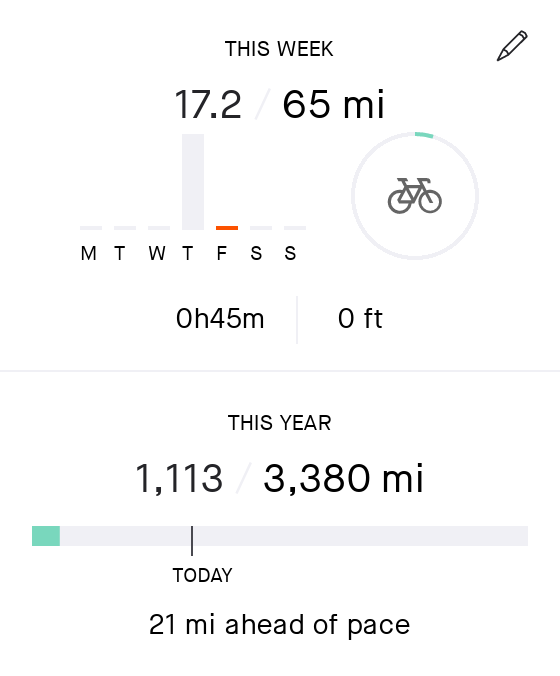 THIS WEEK
17.2 / 65 mi
M T W T F S S
0h45m | 0 ft
THIS YEAR
1,113 / 3,380 mi
TODAY
21 mi ahead of pace